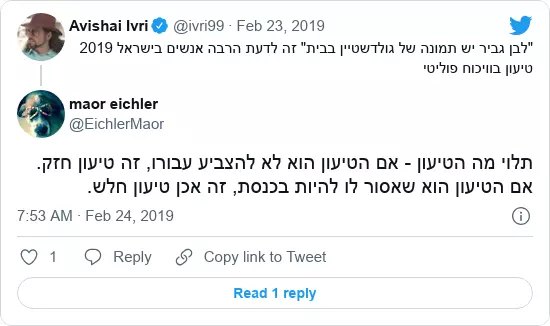 Avishai Ivri @ivri99 · Feb 23, 2019
"לבן גביר יש תמונה של גולדשטיין בבית" זה לדעת הרבה אנשים בישראל 2019
טיעון בוויכוח פוליטי
maor eichler
@EichlerMaor
תלוי מה הטיעון - אם הטיעון הוא לא להצביע עבורו, זה טיעון חזק.
אם הטיעון הוא שאסור לו להיות בכנסת, זה אכן טיעון חלש.
7:53 AM · Feb 24, 2019
1 Reply Copy link to Tweet
Read 1 reply